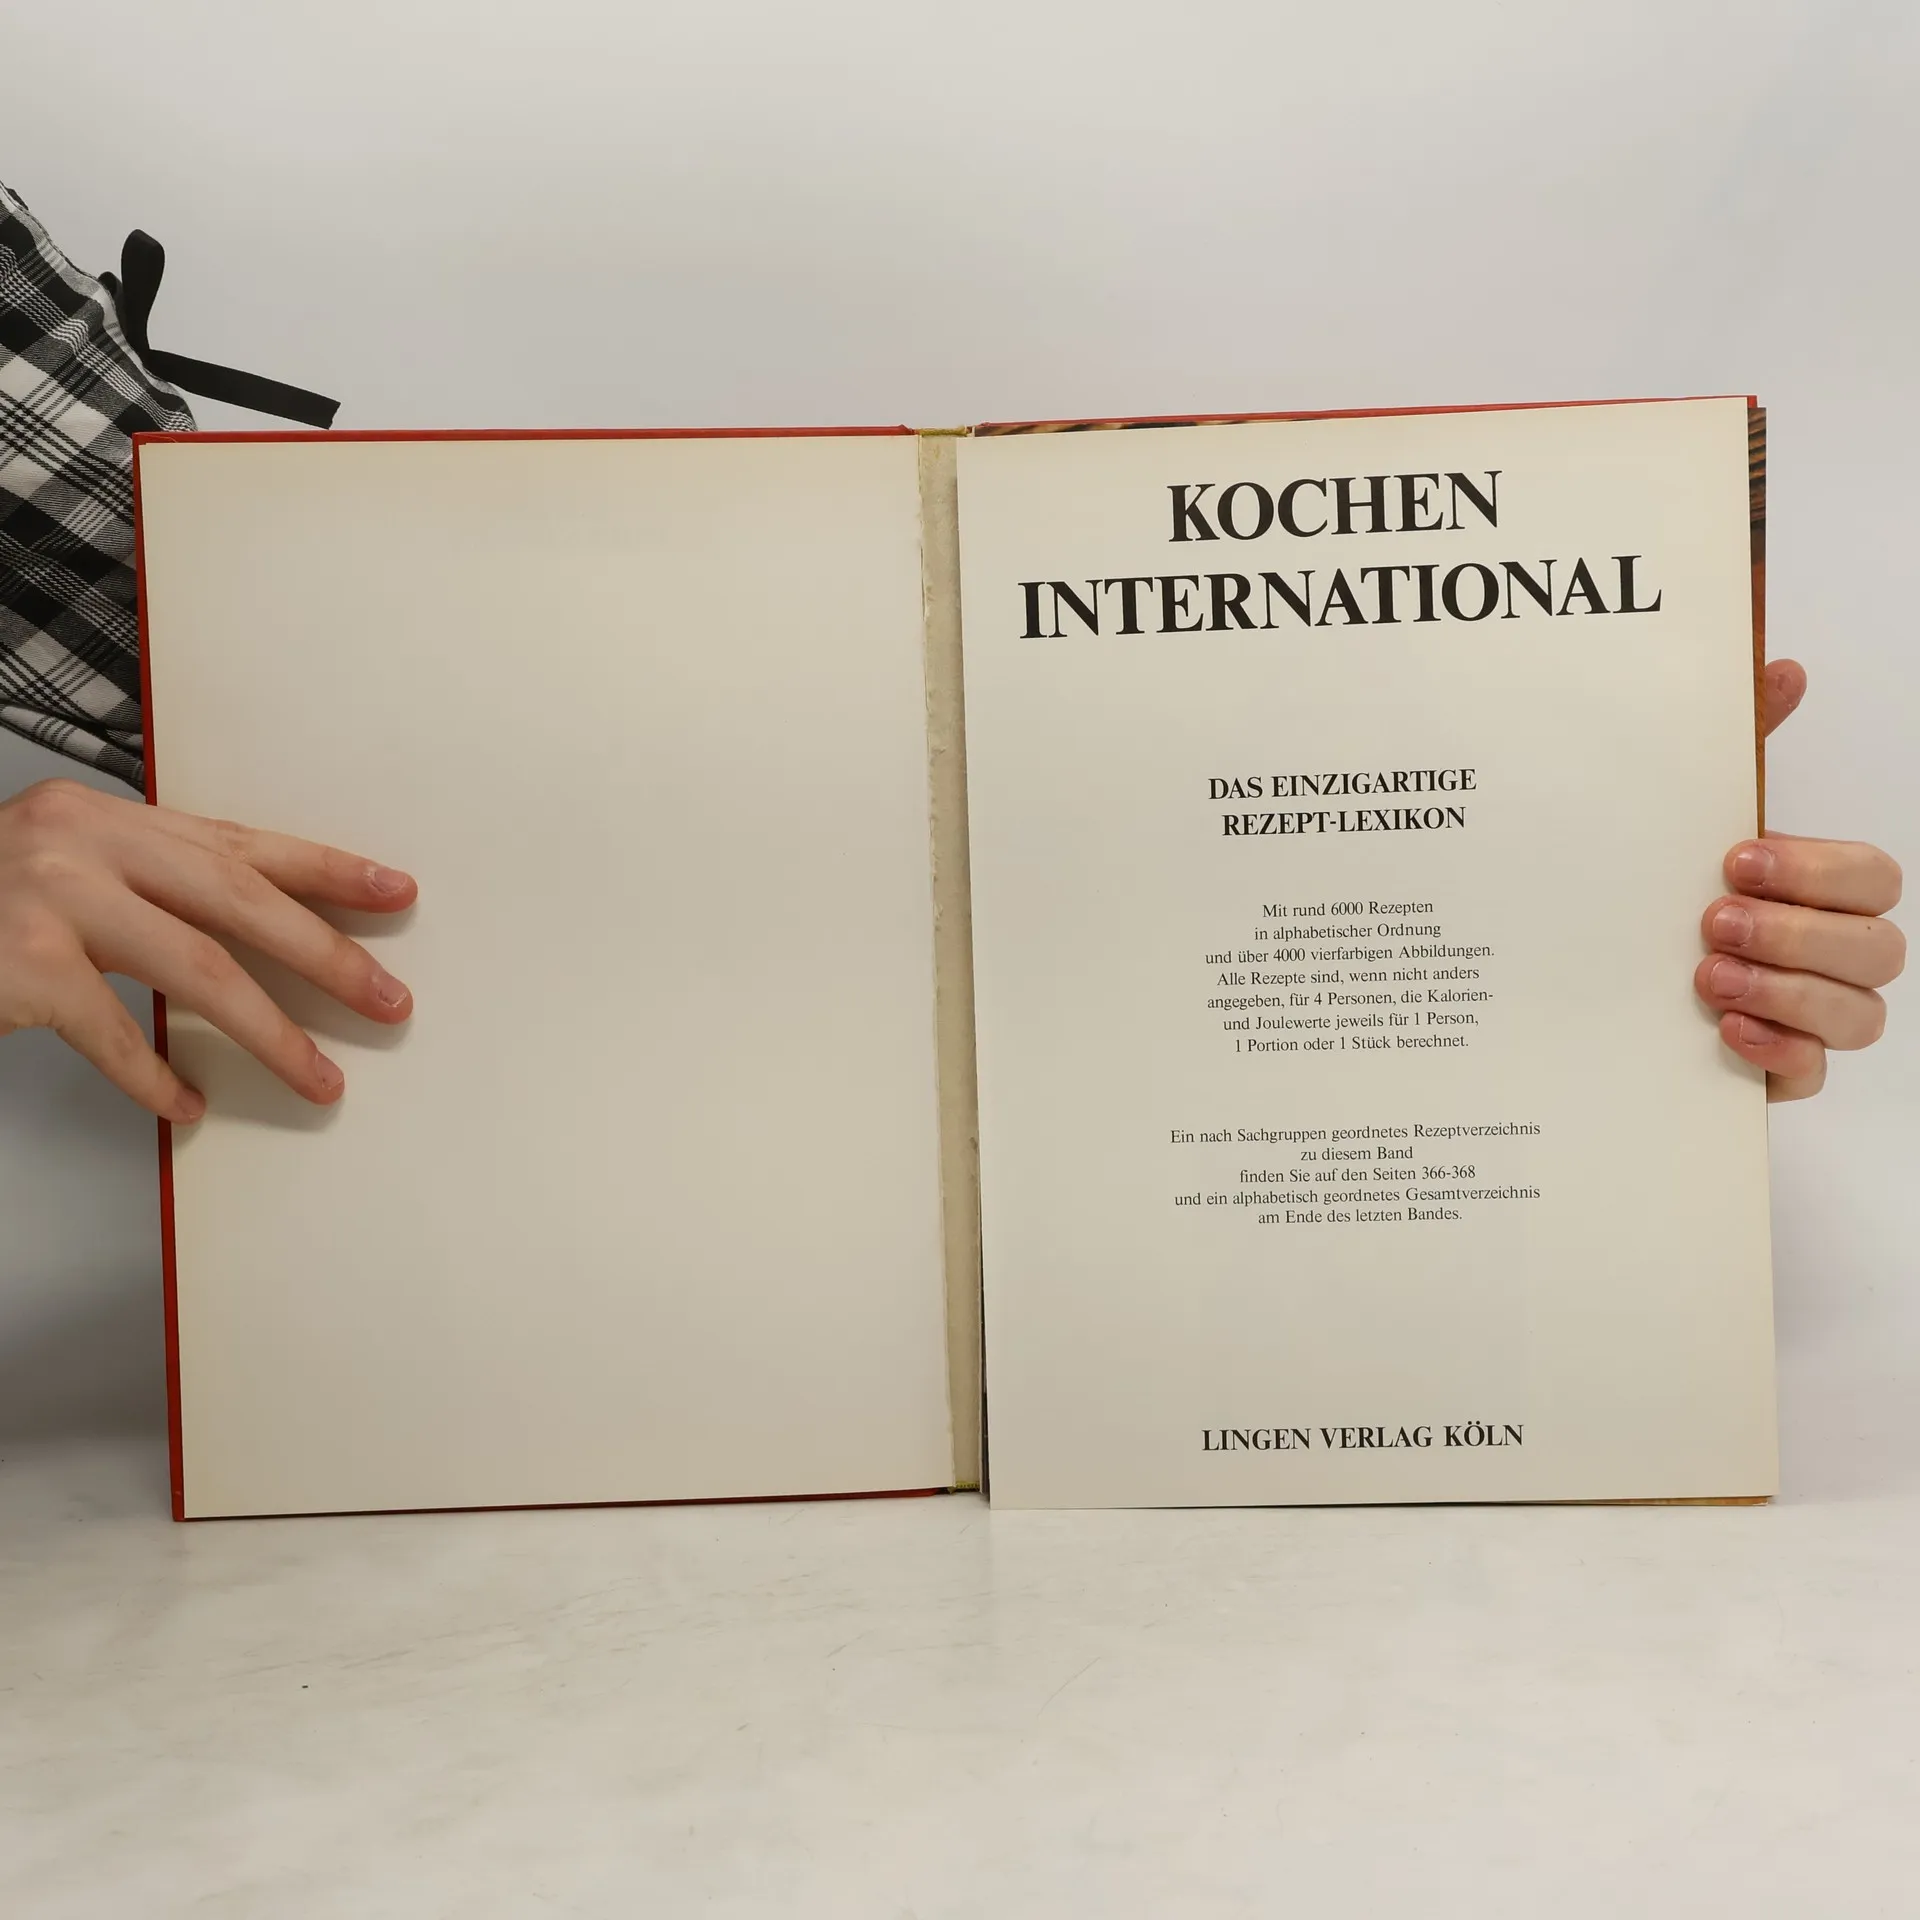 KOCHEN
INTERNATIONAL
DAS EINZIGARTIGE
REZEPT-LEXIKON
Mit rund 6000 Rezepten
in alphabetischer Ordnung
und über 4000 vierfarbigen Abbildungen.
Alle Rezepte sind, wenn nicht anders
angegeben, für 4 Personen, die Kalorien-
und Joulewerte jeweils für 1 Person,
1 Portion oder 1 Stück berechnet.
Ein nach Sachgruppen geordnetes Rezeptverzeichnis
zu diesem Band
finden Sie auf den Seiten 366-368
und ein alphabetisch geordnetes Gesamtverzeichnis
am Ende des letzten Bandes.
LINGEN VERLAG KÖLN